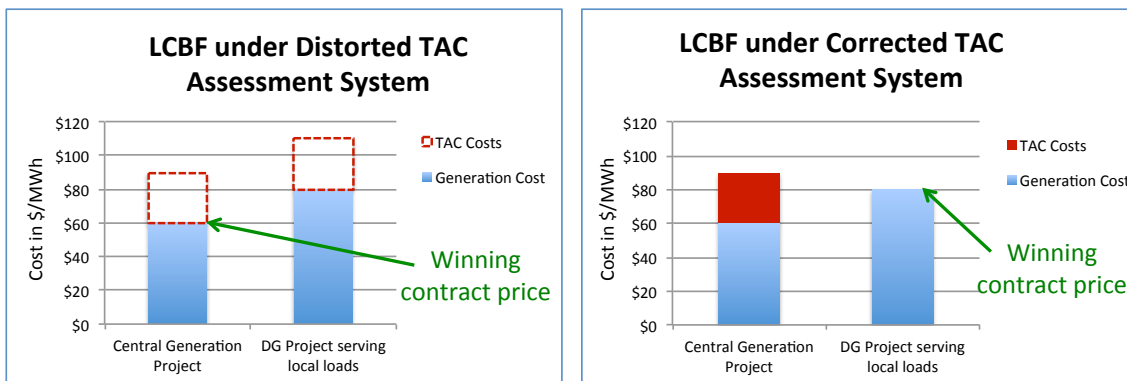 LCBF under Distorted TAC
Assessment System
Cost in $/MWh
$120
$100
$80
$60
$40
$20
$0
TAC Costs
Generation Cost
Winning
contract price
Central Generation
Project
DG Project serving
local loads
LCBF under Corrected TAC
Assessment System
Cost in $/MWh
$120
$100
$80
$60
$40
$20
$0
TAC Costs
Generation Cost
Winning
contract price
Central Generation
Project
DG Project serving
local loads